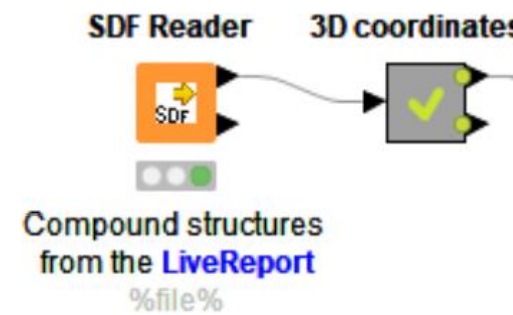 SDF Reader
3D coordinates
SDF
Compound structures
from the LiveReport
%file%